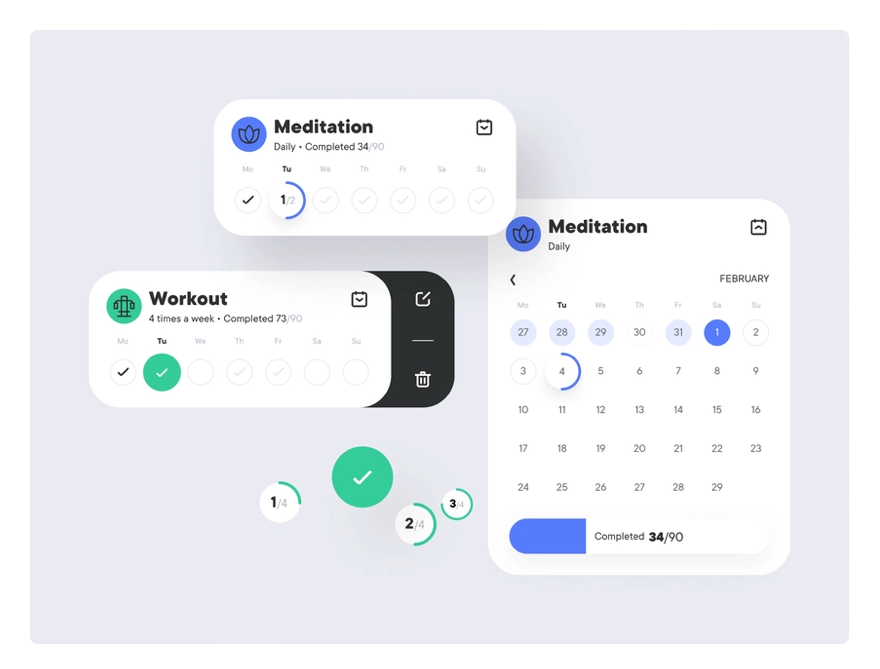 Meditation
Daily • Completed 34/90
Mo Tu We Th Fr Sa Su
1/2
Meditation
Daily
FEBRUARY
Mo Tu We Th Fr Sa Su
27 28 29 30 31 1 2
3 4 5 6 7 8 9
10 11 12 13 14 15 16
17 18 19 20 21 22 23
24 25 26 27 28 29
Completed 34/90
Workout
4 times a week • Completed 73/90
Mo Tu We Th Fr Sa Su
1/4
2/4
3/4